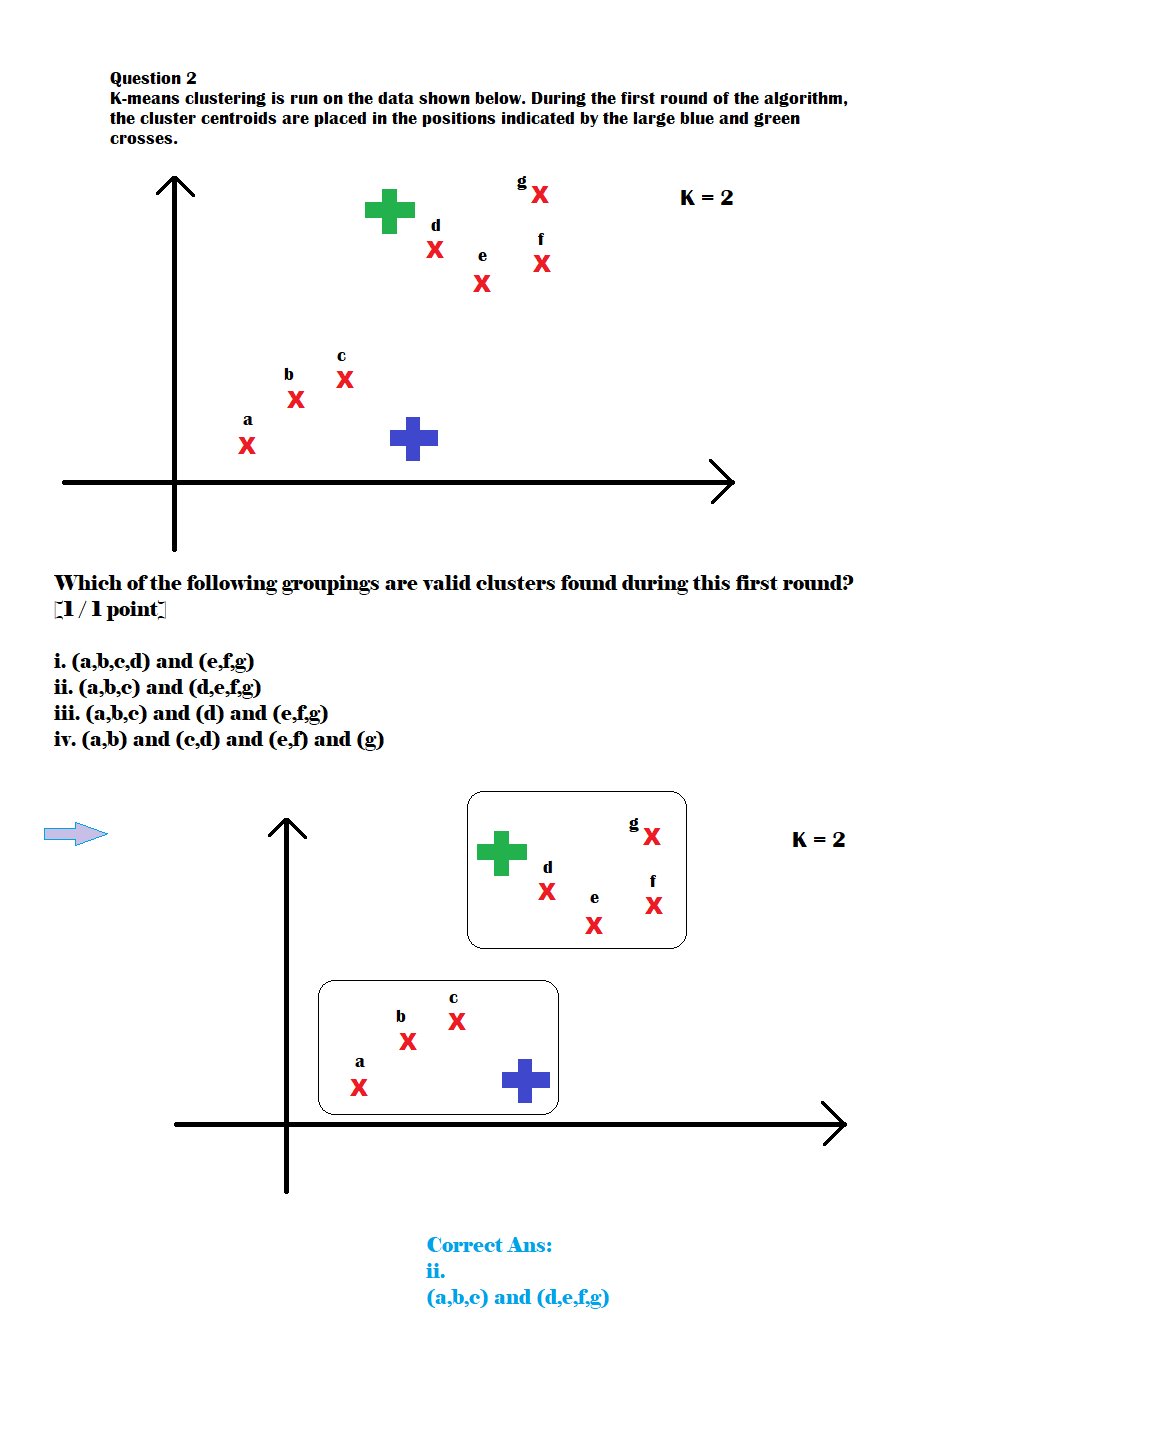 Question 2
K-means clustering is run on the data shown below. During the first round of the algorithm,
the cluster centroids are placed in the positions indicated by the large blue and green
crosses.
g x
K = 2
d
x
e
x
f
x
c
x
b
x
a
x
Which of the following groupings are valid clusters found during this first round?
[1 / 1 point]
i. (a,b,c,d) and (e,f,g)
ii. (a,b,c) and (d,e,f,g)
iii. (a,b,c) and (d) and (e,f,g)
iv. (a,b) and (c,d) and (e,f) and (g)
g x
K = 2
d
x
e
x
f
x
c
x
b
x
a
x
Correct Ans:
ii.
(a,b,c) and (d,e,f,g)